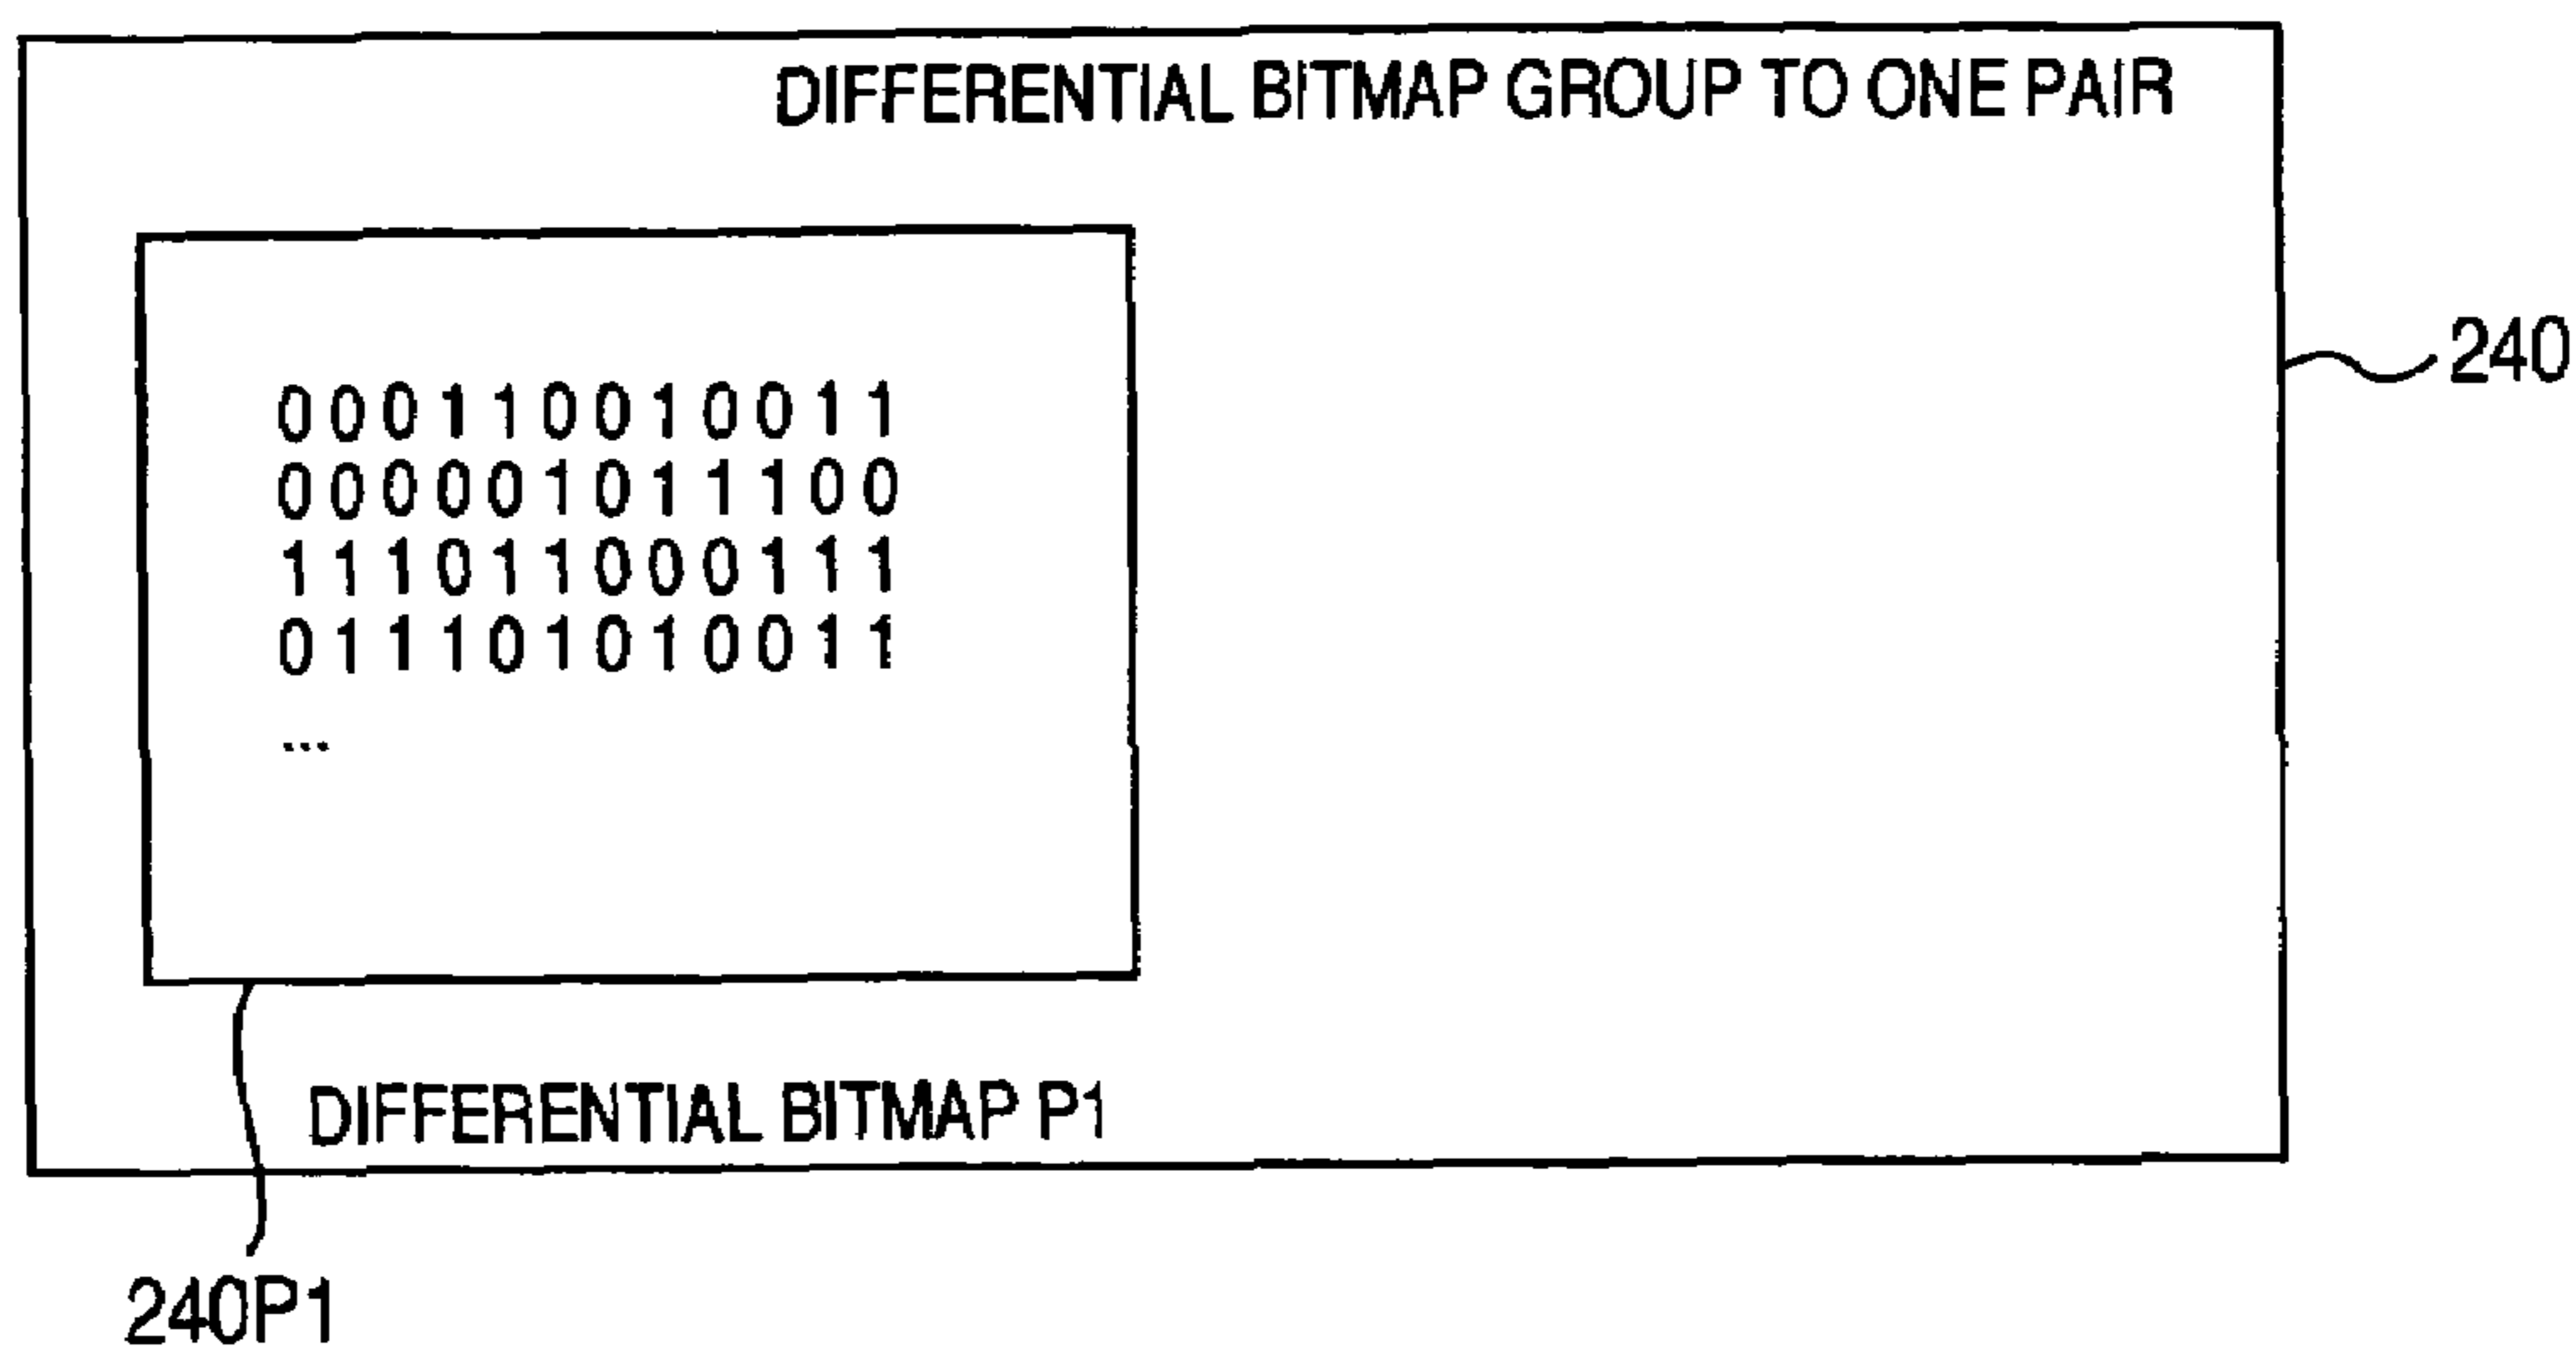 DIFFERENTIAL BITMAP GROUP TO ONE PAIR
240
0 0 0 1 1 0 0 1 0 0 1 1
0 0 0 0 0 1 0 1 1 1 0 0
1 1 1 0 1 1 0 0 0 1 1 1
0 1 1 1 0 1 0 1 0 0 1 1
...
DIFFERENTIAL BITMAP P1
240P1